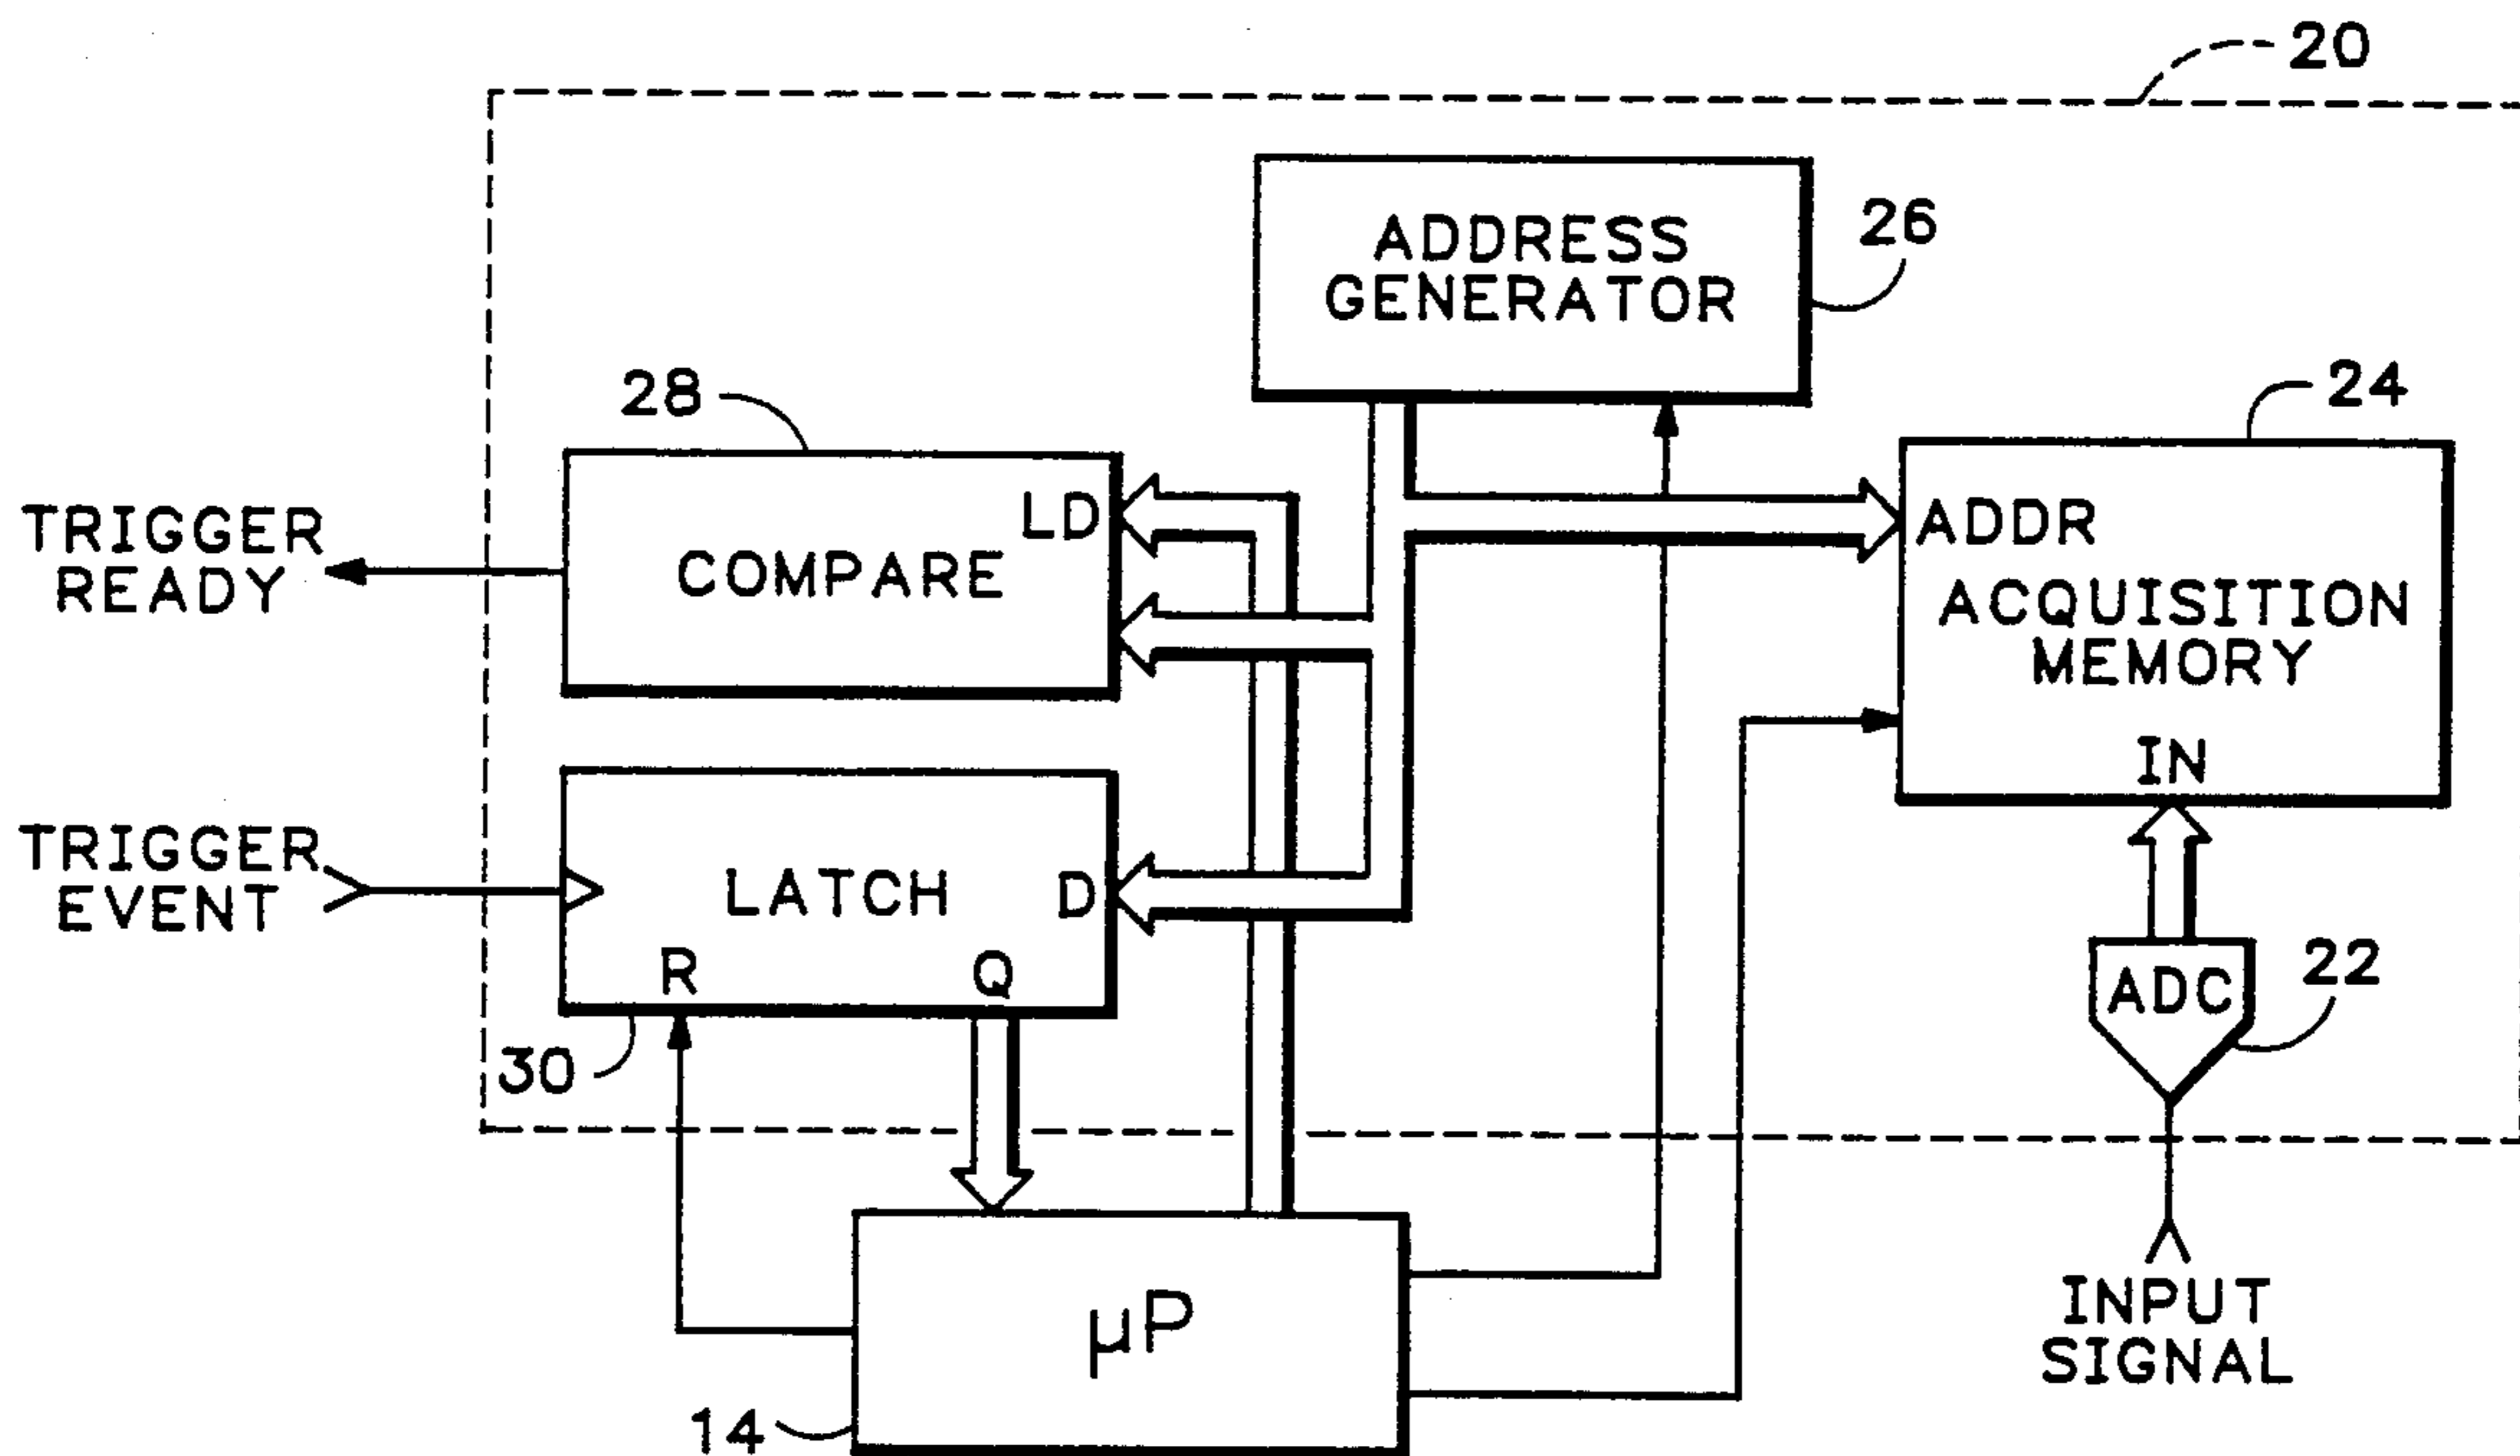 20
ADDRESS
GENERATOR
26
28
24
TRIGGER
READY
LD
COMPARE
ADDR
ACQUISITION
MEMORY
IN
TRIGGER
EVENT
LATCH
D
R
Q
30
ADC
22
INPUT
SIGNAL
µP
14